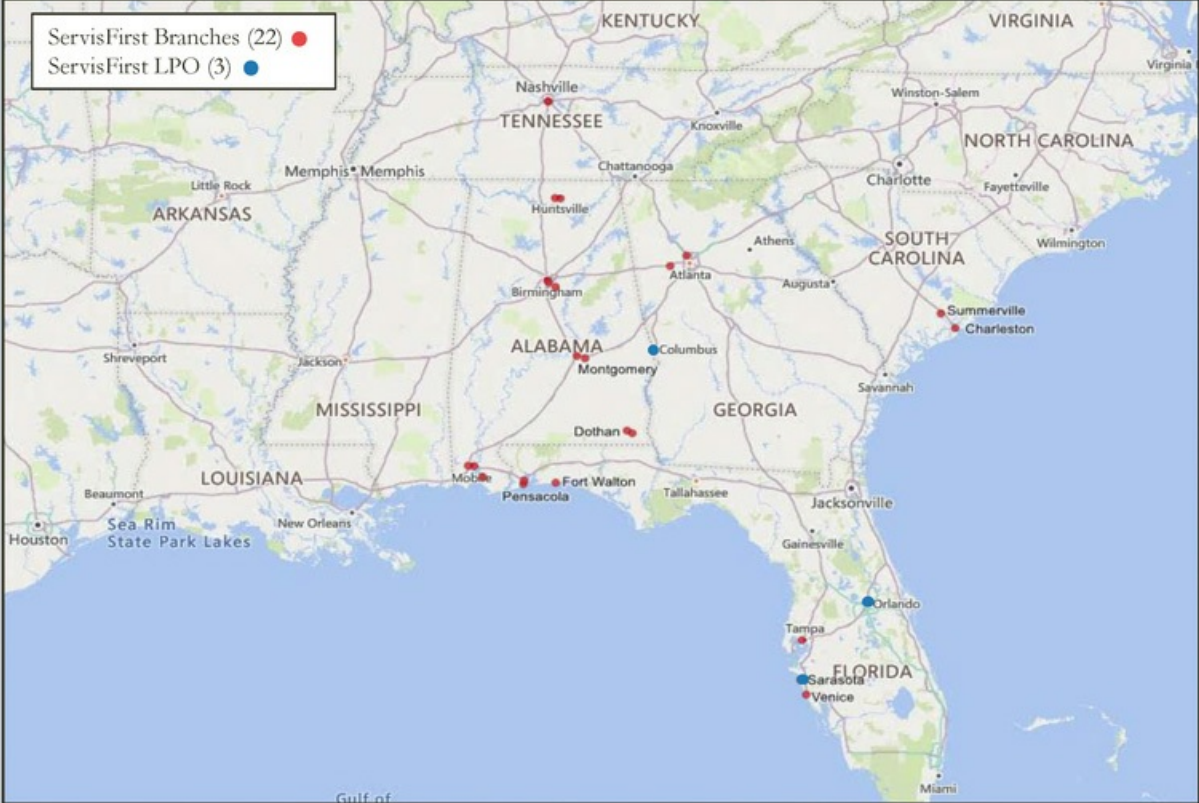 ServisFirst Branches (22)
ServisFirst LPO (3)
KENTUCKY
VIRGINIA
Virginia
Nashville
TENNESSEE
Knoxville
Winston-Salem
NORTH CAROLINA
Memphis
Memphis
Chattanooga
Charlotte
Fayetteville
Little Rock
ARKANSAS
Huntsville
Wilmington
Athens
SOUTH
CAROLINA
Atlanta
Augusta
Birmingham
Summerville
Charleston
ALABAMA
Columbus
Shreveport
Jackson
Montgomery
Savannah
MISSISSIPPI
GEORGIA
Dothan
LOUISIANA
Mobile
Fort Walton
Pensacola
Tallahassee
Jacksonville
Beaumont
Sea Rim
State Park Lakes
New Orleans
Houston
Gainesville
Orlando
Tampa
FLORIDA
Sarasota
Venice
Miami
Gulf of